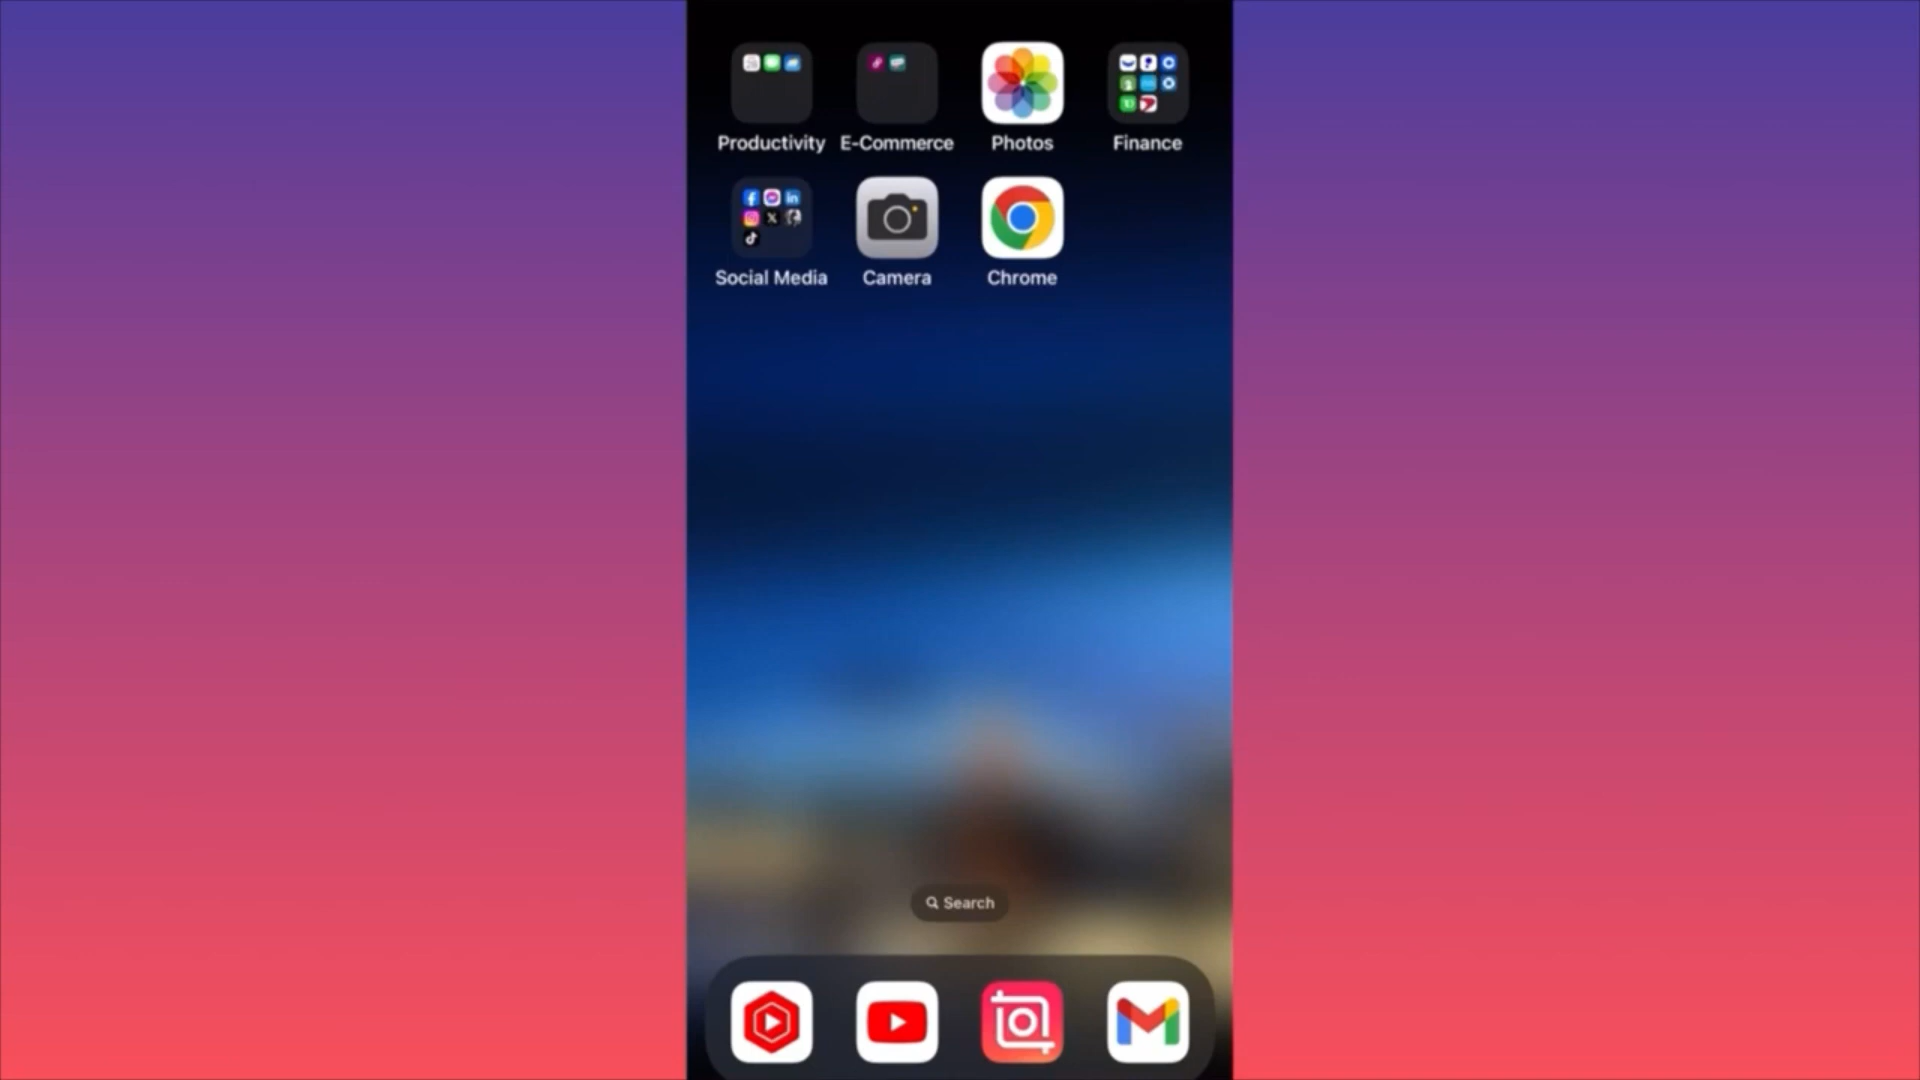 Productivity E-Commerce Photos Finance
Social Media Camera Chrome
Search